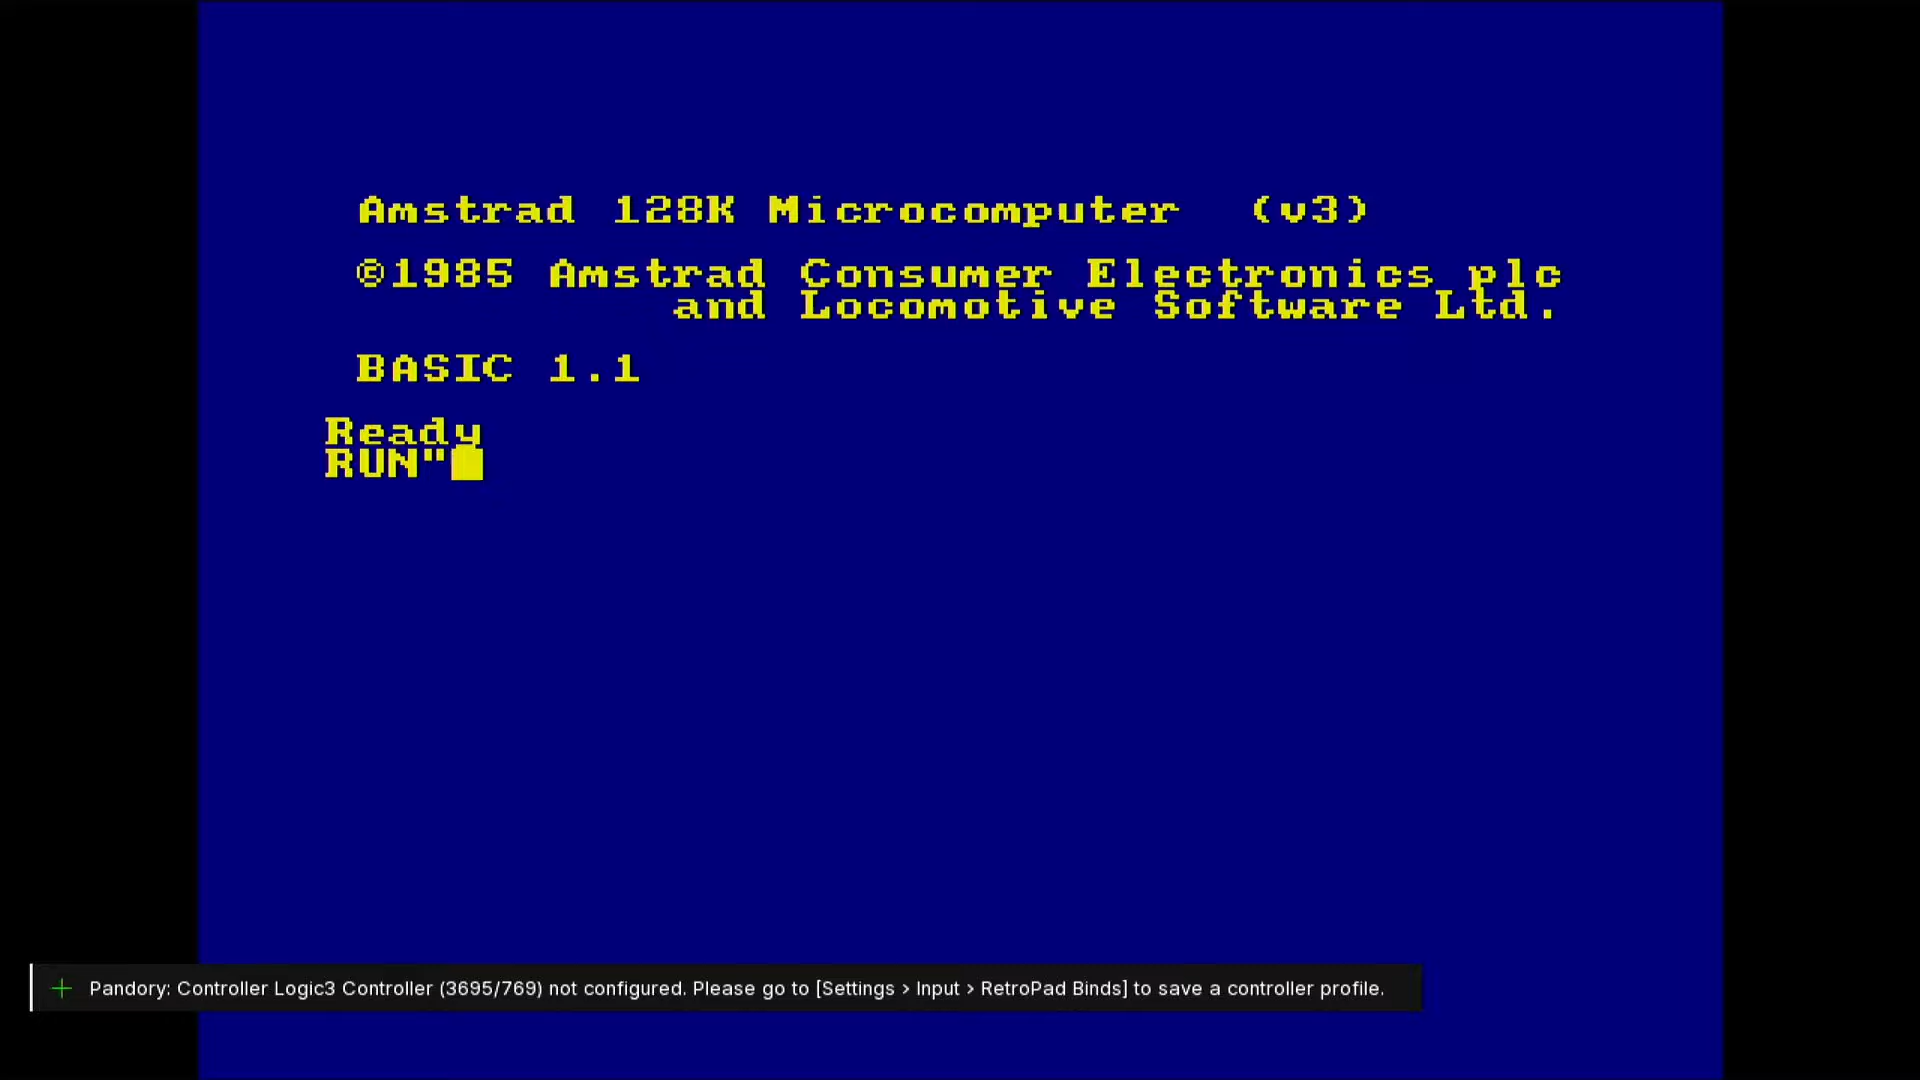 Amstrad 128K Microcomputer (v3)
©1985 Amstrad Consumer Electronics plc
and Locomotive Software Ltd.
BASIC 1.1
Ready
RUN"
Pandory: Controller Logic3 Controller (3695/769) not configured. Please go to [Settings > Input > RetroPad Binds] to save a controller profile.